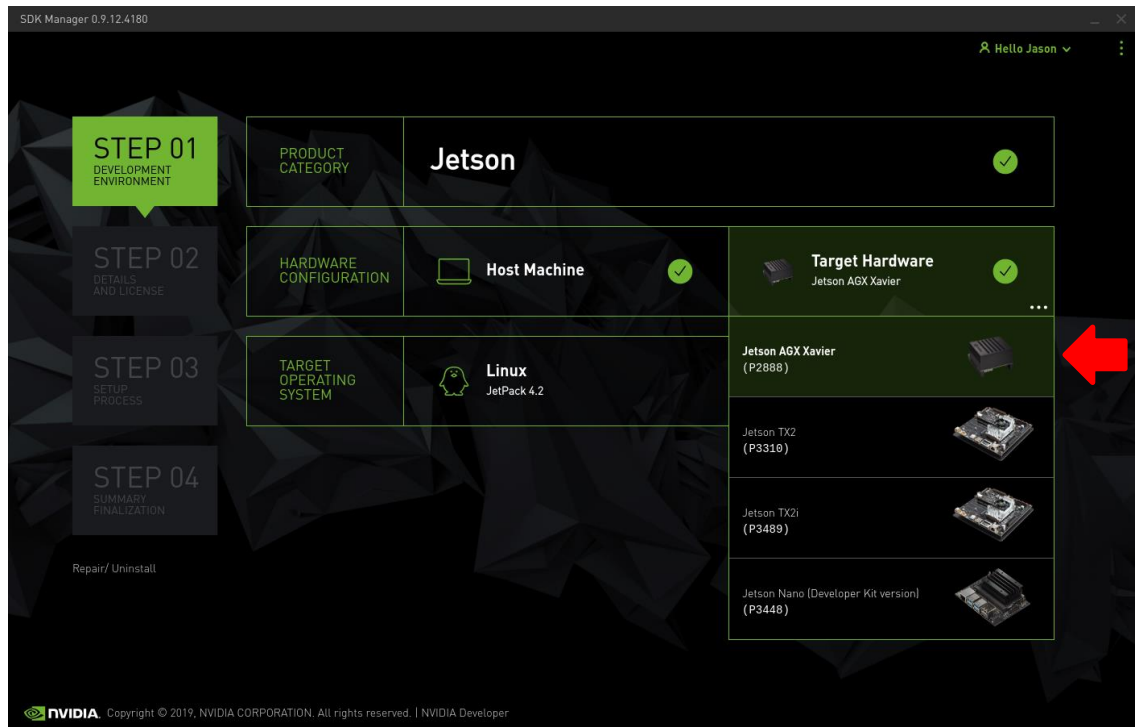 SDK Manager 0.9.12.4180
Hello Jason
STEP 01
DEVELOPMENT
ENVIRONMENT
PRODUCT
CATEGORY
Jetson
STEP 02
DETAILS
AND LICENSE
HARDWARE
CONFIGURATION
Host Machine
Target Hardware
Jetson AGX Xavier
...
STEP 03
SETUP
PROCESS
TARGET
OPERATING
SYSTEM
Linux
JetPack 4.2
Jetson AGX Xavier
(P2888)
Jetson TX2
(P3310)
Jetson TX2i
(P3489)
Jetson Nano (Developer Kit version)
(P3448)
STEP 04
SUMMARY
FINALIZATION
Repair/ Uninstall
NVIDIA. Copyright © 2019, NVIDIA CORPORATION. All rights reserved. | NVIDIA Developer